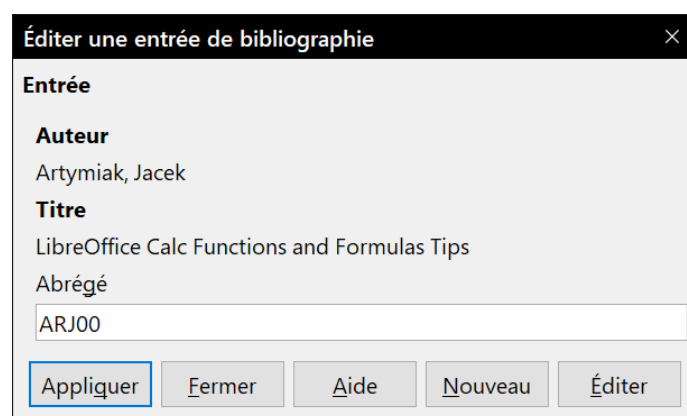 Éditer une entrée de bibliographie
Entrée
Auteur
Artymiak, Jacek
Titre
LibreOffice Calc Functions and Formulas Tips
Abrégé
ARJ00
Appliquer Fermer Aide Nouveau Éditer